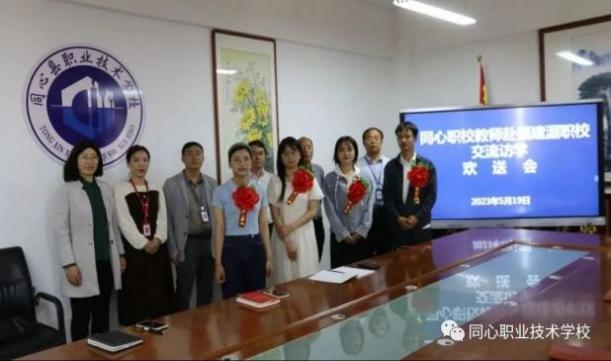 同心县职业技术学校
TONG XIN
同心职校教师赴福建 职校
交流访学
欢送会
2023年5月19日
同心职业技术学校